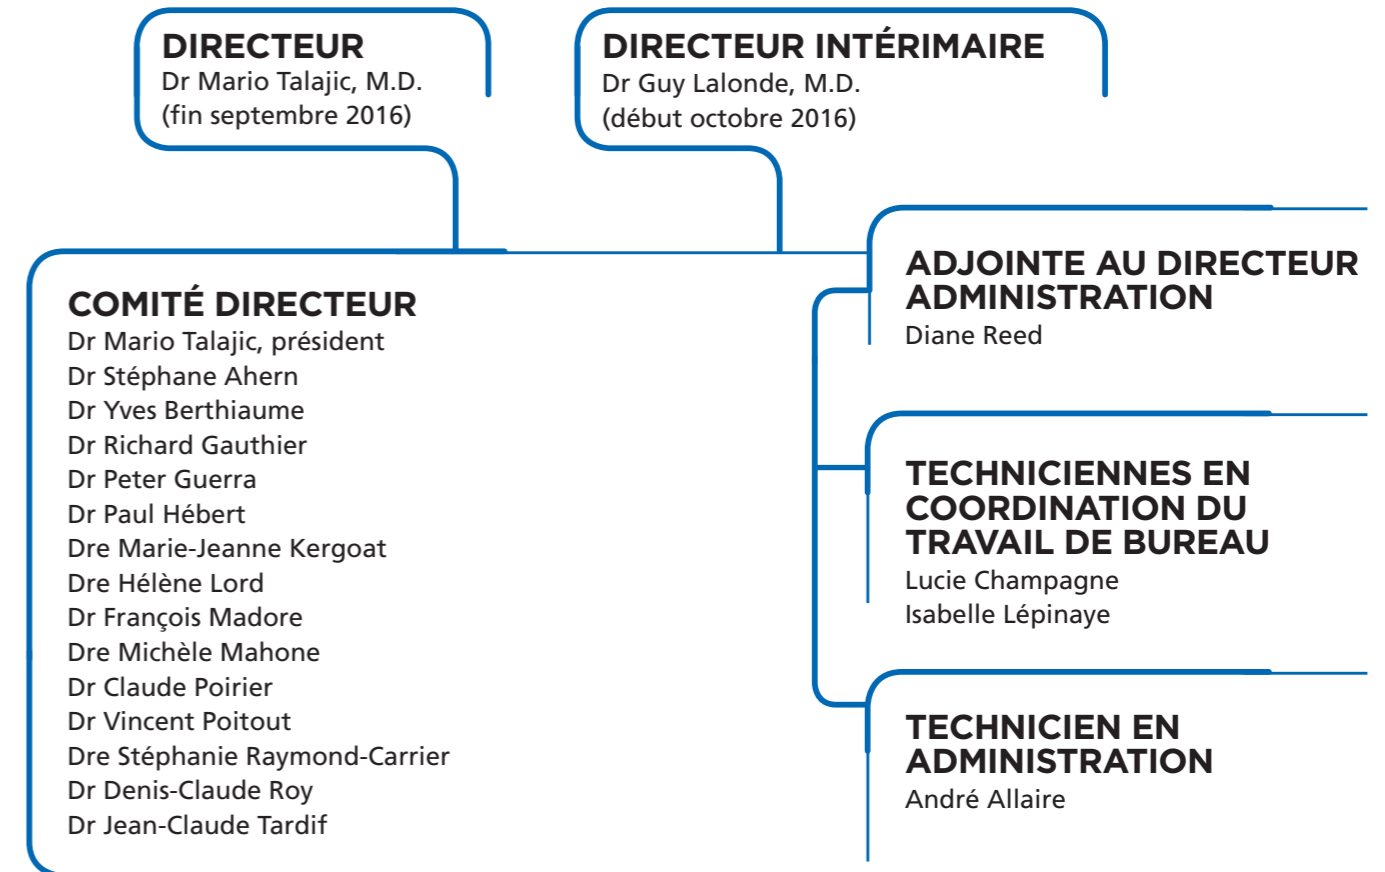 DIRECTEUR
Dr Mario Talajic, M.D.
(fin septembre 2016)
DIRECTEUR INTÉRIMAIRE
Dr Guy Lalonde, M.D.
(début octobre 2016)
COMITÉ DIRECTEUR
Dr Mario Talajic, président
Dr Stéphane Ahern
Dr Yves Berthiaume
Dr Richard Gauthier
Dr Peter Guerra
Dr Paul Hébert
Dre Marie-Jeanne Kergoat
Dre Hélène Lord
Dr François Madore
Dre Michèle Mahone
Dr Claude Poirier
Dr Vincent Poitout
Dre Stéphanie Raymond-Carrier
Dr Denis-Claude Roy
Dr Jean-Claude Tardif
ADJOINTE AU DIRECTEUR
ADMINISTRATION
Diane Reed
TECHNICIENNES EN
COORDINATION DU
TRAVAIL DE BUREAU
Lucie Champagne
Isabelle Lépinaye
TECHNICIEN EN
ADMINISTRATION
André Allaire